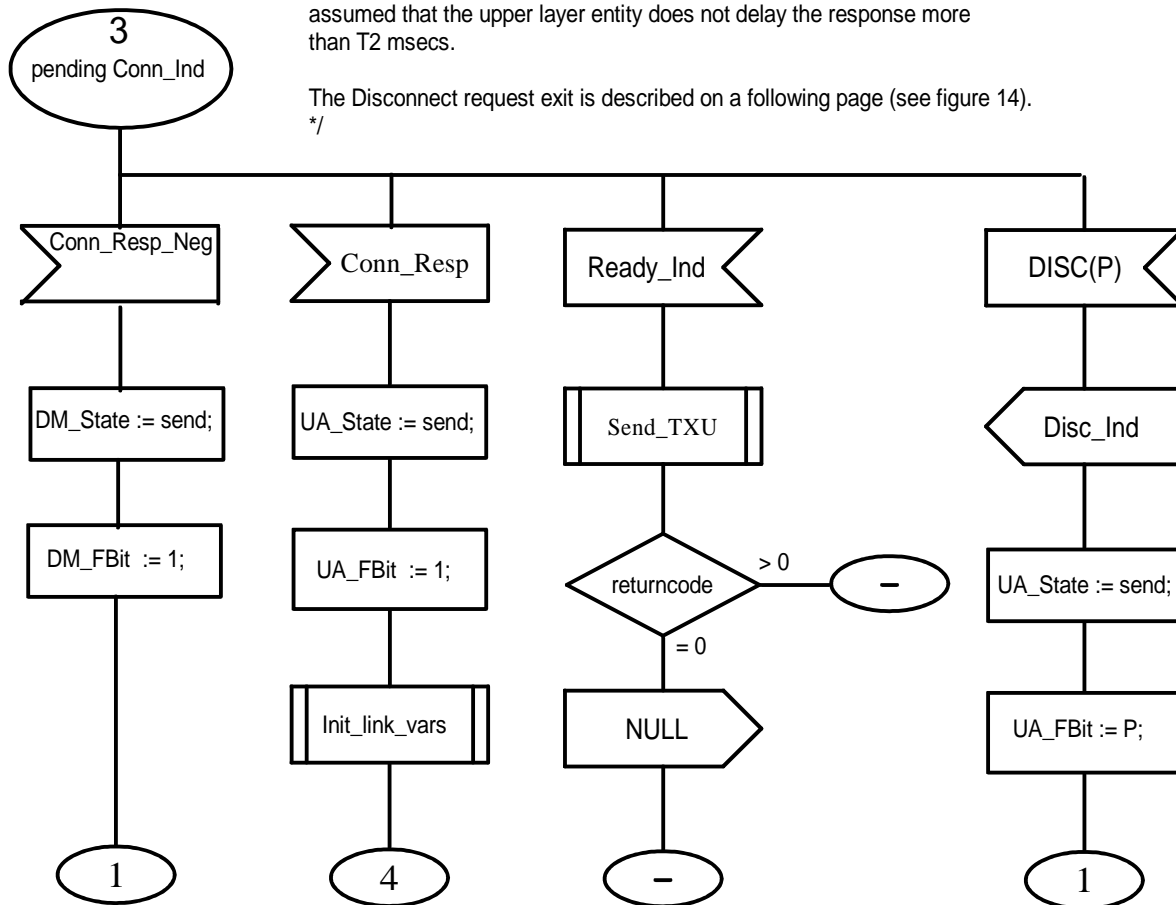 assumed that the upper layer entity does not delay the response more
than T2 msecs.
The Disconnect request exit is described on a following page (see figure 14).
*/
3
pending Conn_Ind
Conn_Resp_Neg
Conn_Resp
Ready_Ind
DISC(P)
DM_State := send;
UA_State := send;
Send_TXU
Disc_Ind
DM_FBit := 1;
UA_FBit := 1;
returncode
> 0
–
= 0
UA_State := send;
Init_link_vars
NULL
UA_FBit := P;
1
4
–
1